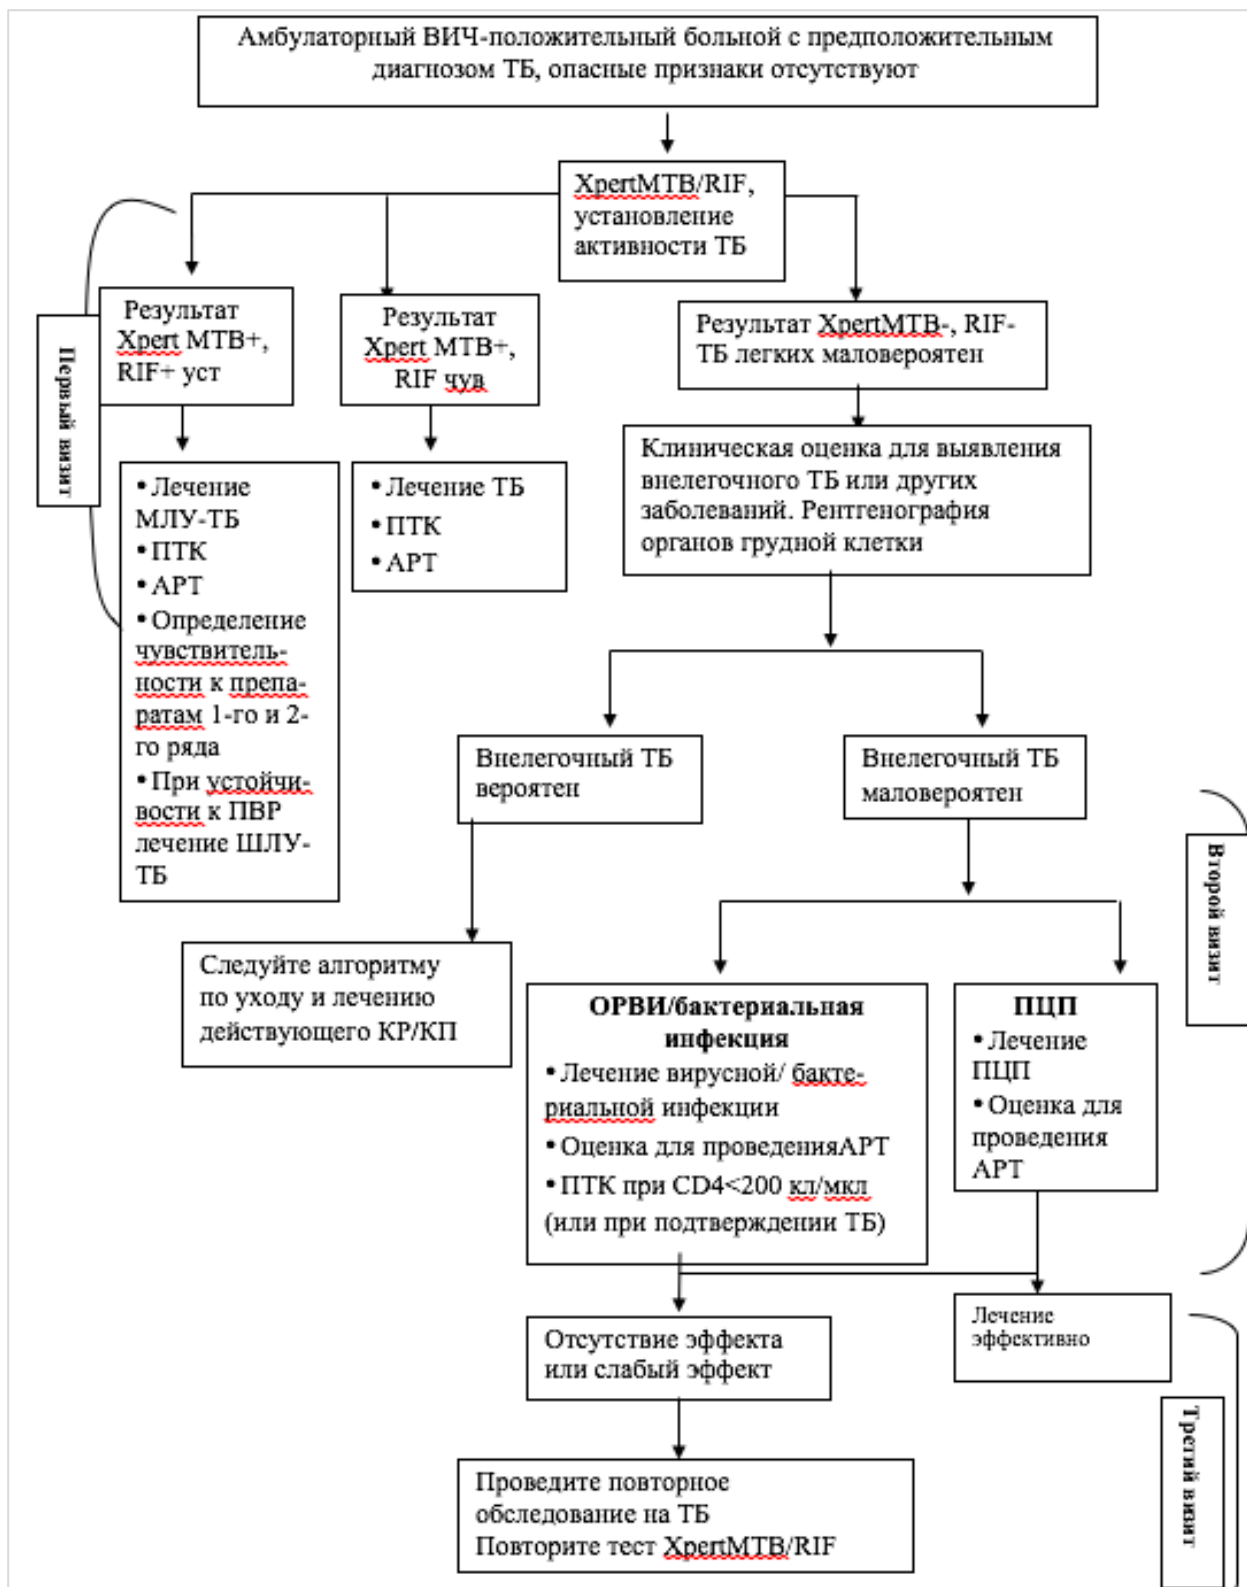 Амбулаторный ВИЧ-положительный больной с предположительным
диагнозом ТБ, опасные признаки отсутствуют
XpertMTB/RIF,
установление
активности ТБ
Первый визит
Результат
Xpert MTB+,
RIF+ уст
Результат
Xpert MTB+,
RIF чув
Результат XpertMTB-, RIF-
ТБ легких маловероятен
• Лечение
МЛУ-ТБ
• ПТК
• АРТ
• Определение
чувствитель-
ности к препа-
ратам 1-го и 2-
го ряда
• При устойчи-
вости к ПВР
лечение ШЛУ-
ТБ
• Лечение ТБ
• ПТК
• АРТ
Клиническая оценка для выявления
внелегочного ТБ или других
заболеваний. Рентгенография
органов грудной клетки
Внелегочный ТБ
вероятен
Внелегочный ТБ
маловероятен
Второй визит
Следуйте алгоритму
по уходу и лечению
действующего КР/КП
ОРВИ/бактериальная
инфекция
• Лечение вирусной/ бакте-
риальной инфекции
• Оценка для проведенияАРТ
• ПТК при CD4<200 кл/мкл
(или при подтверждении ТБ)
ПЦП
• Лечение
ПЦП
• Оценка для
проведения
АРТ
Отсутствие эффекта
или слабый эффект
Лечение
эффективно
Третий визит
Проведите повторное
обследование на ТБ
Повторите тест XpertMTB/RIF